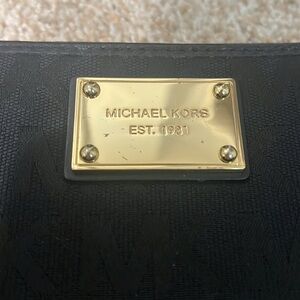 MICHAEL KORS
EST. 1981